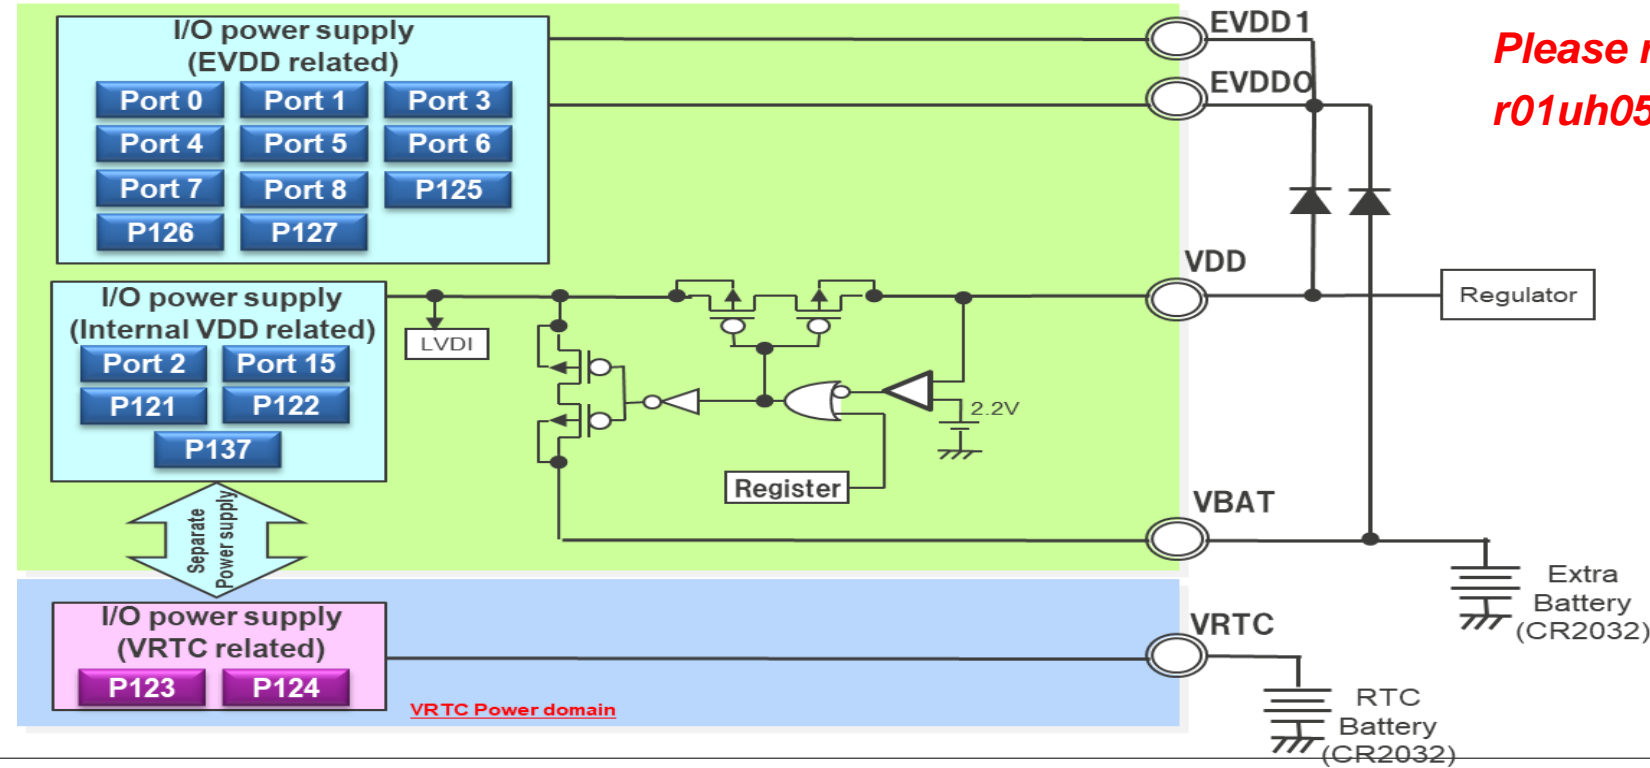 I/O power supply
(EVDD related)
Port 0 Port 1 Port 3
Port 4 Port 5 Port 6
Port 7 Port 8 P125
P126 P127
EVDD1
EVDD0
Please
r01uh05
I/O power supply
(Internal VDD related)
Port 2 Port 15
P121 P122
P137
LVDI
VDD
Regulator
2.2V
Register
VBAT
Separate
Power supply
Extra
Battery
(CR2032)
I/O power supply
(VRTC related)
P123 P124
VRTC Power domain
VRTC
RTC
Battery
(CR2032)